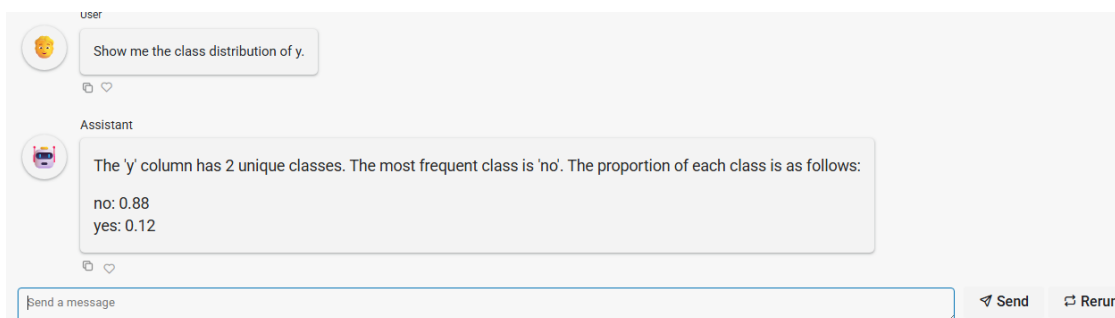 User
Show me the class distribution of y.
Assistant
The 'y' column has 2 unique classes. The most frequent class is 'no'. The proportion of each class is as follows:
no: 0.88
yes: 0.12
Send a message
Send
Rerun